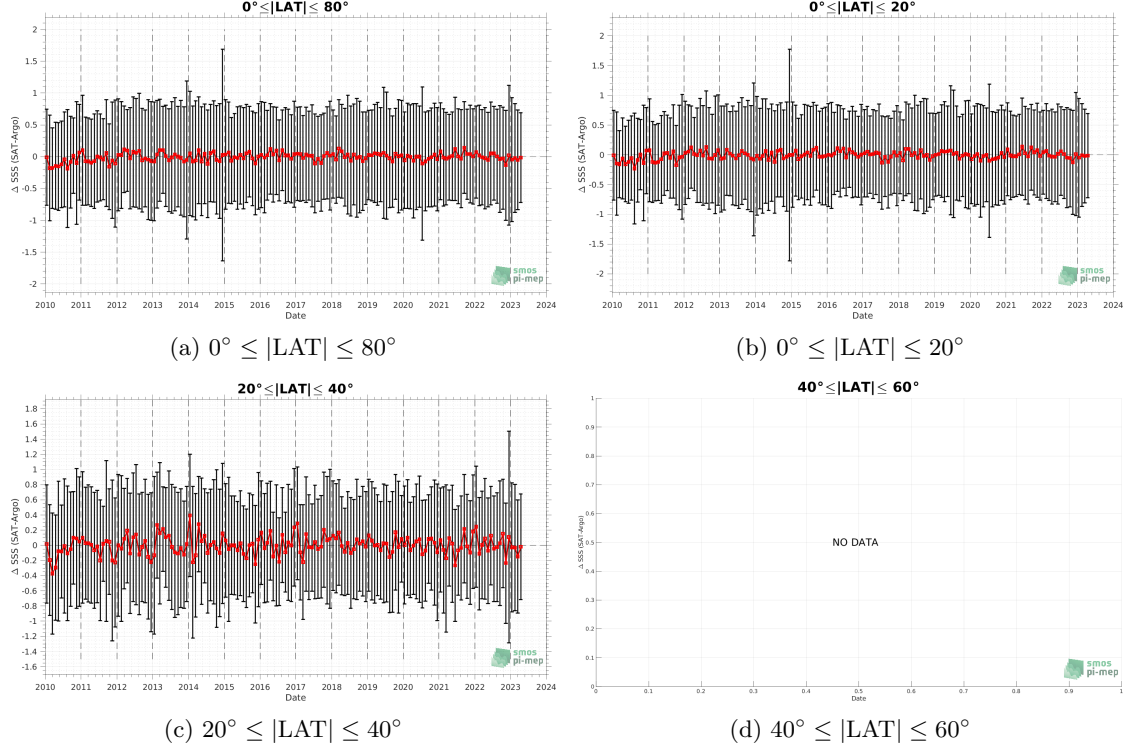 0°≤|LAT|≤ 80°
Δ SSS (SAT-Argo)
2
1.5
1
0.5
0
-0.5
-1
-1.5
-2
2010 2011 2012 2013 2014 2015 2016 2017 2018 2019 2020 2021 2022 2023 2024
Date
smos
pi-mep
(a) 0° ≤ |LAT| ≤ 80°
0°≤|LAT|≤ 20°
Δ SSS (SAT-Argo)
2
1.5
1
0.5
0
-0.5
-1
-1.5
-2
2010 2011 2012 2013 2014 2015 2016 2017 2018 2019 2020 2021 2022 2023 2024
Date
smos
pi-mep
(b) 0° ≤ |LAT| ≤ 20°
20°≤|LAT|≤ 40°
Δ SSS (SAT-Argo)
1.8
1.6
1.4
1.2
1
0.8
0.6
0.4
0.2
0
-0.2
-0.4
-0.6
-0.8
-1
-1.2
-1.4
-1.6
2010 2011 2012 2013 2014 2015 2016 2017 2018 2019 2020 2021 2022 2023 2024
Date
smos
pi-mep
(c) 20° ≤ |LAT| ≤ 40°
40°≤|LAT|≤ 60°
Δ SSS (SAT-Argo)
1
0.9
0.8
0.7
0.6
0.5
0.4
0.3
0.2
0.1
0
NO DATA
0 0.1 0.2 0.3 0.4 0.5 0.6 0.7 0.8 0.9 1
Date
smos
pi-mep
(d) 40° ≤ |LAT| ≤ 60°